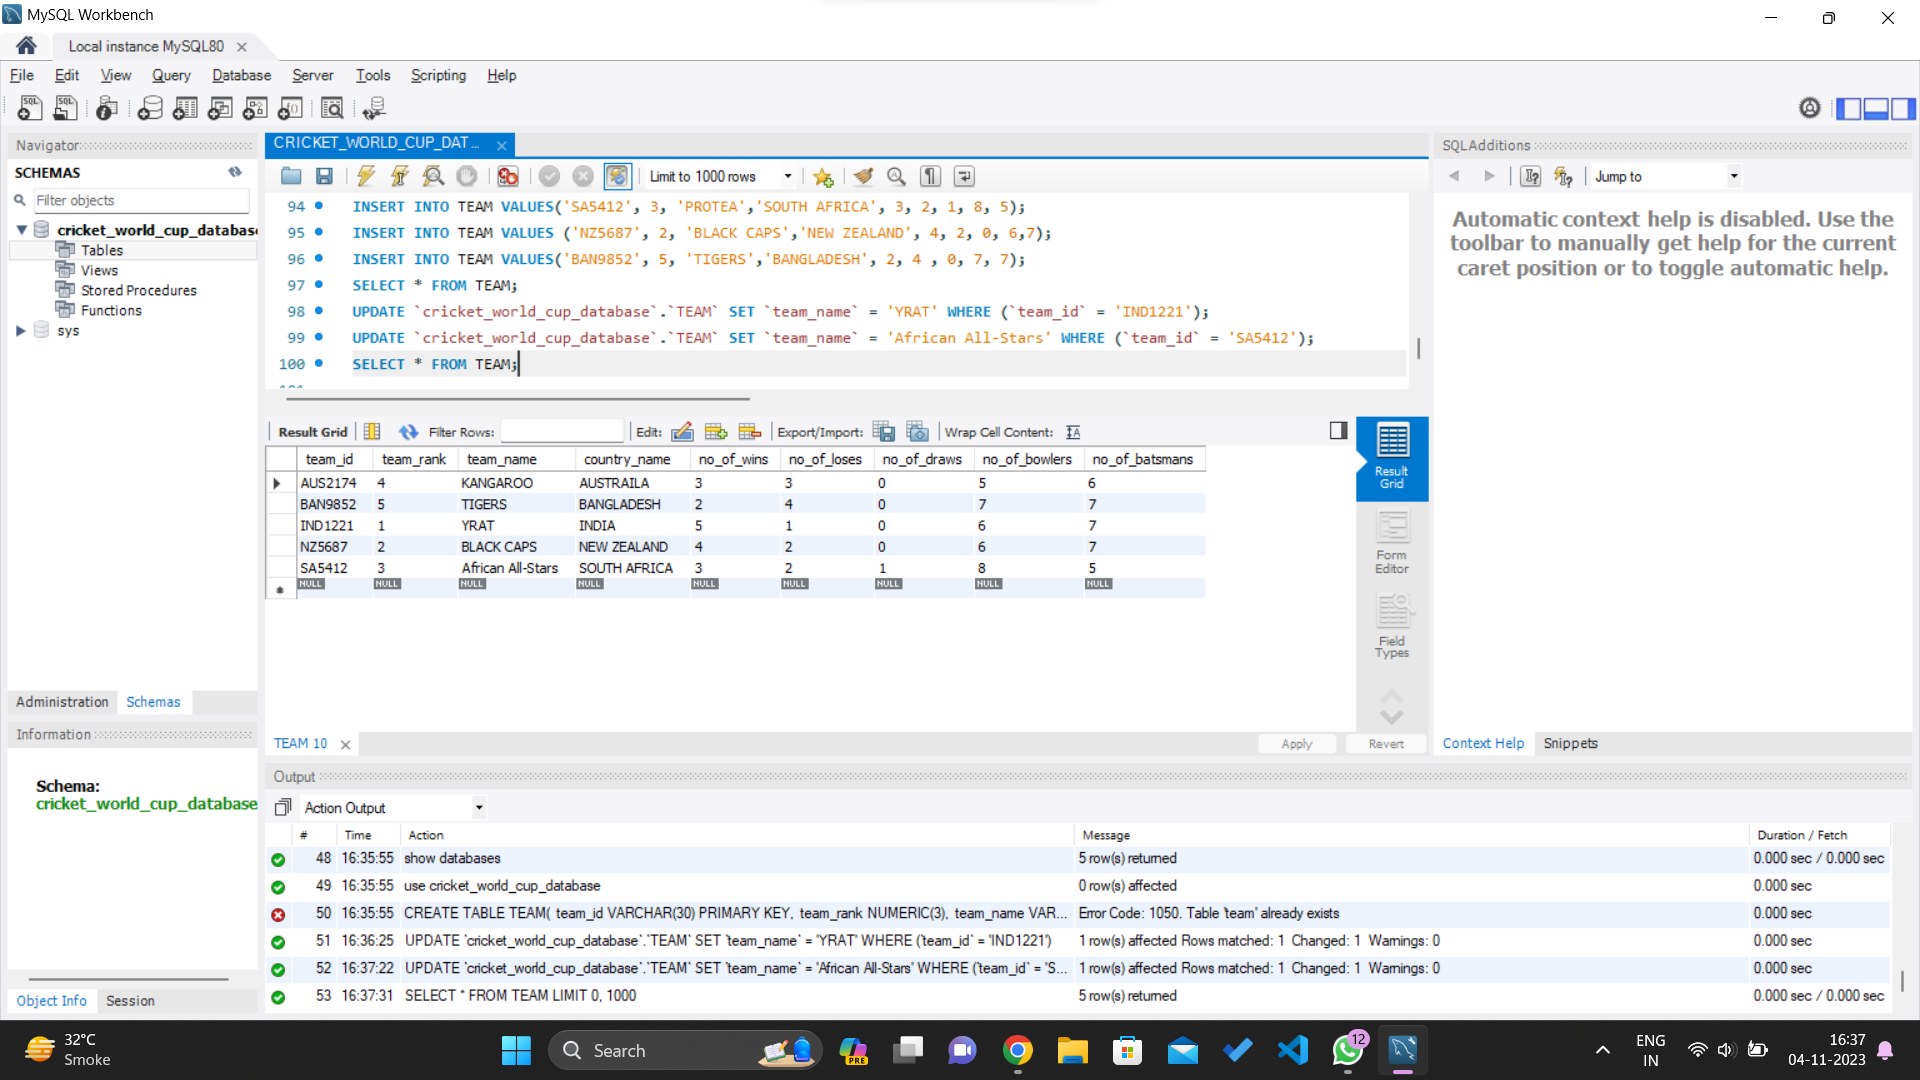 MySQL Workbench
Local instance MySQL80
File Edit View Query Database Server Tools Scripting Help
Navigator
SCHEMAS
Filter objects
cricket_world_cup_databas
Tables
Views
Stored Procedures
Functions
sys
Administration Schemas
Information
Schema:
cricket_world_cup_database
Object Info Session
CRICKET_WORLD_CUP_DAT...
Limit to 1000 rows
94 INSERT INTO TEAM VALUES('SA5412', 3, 'PROTEA','SOUTH AFRICA', 3, 2, 1, 8, 5);
95 INSERT INTO TEAM VALUES ('NZ5687', 2, 'BLACK CAPS','NEW ZEALAND', 4, 2, 0, 6,7);
96 INSERT INTO TEAM VALUES('BAN9852', 5, 'TIGERS','BANGLADESH', 2, 4 , 0, 7, 7);
97 SELECT * FROM TEAM;
98 UPDATE `cricket_world_cup_database`.`TEAM` SET `team_name` = 'YRAT' WHERE (`team_id` = 'IND1221');
99 UPDATE `cricket_world_cup_database`.`TEAM` SET `team_name` = 'African All-Stars' WHERE (`team_id` = 'SA5412');
100 SELECT * FROM TEAM;
Result Grid Filter Rows: Edit: Export/Import: Wrap Cell Content:
team_id team_rank team_name country_name no_of_wins no_of_loses no_of_draws no_of_bowlers no_of_batsmans
AUS2174 4 KANGAROO AUSTRAILA 3 3 0 5 6
BAN9852 5 TIGERS BANGLADESH 2 4 0 7 7
IND1221 1 YRAT INDIA 5 1 0 6 7
NZ5687 2 BLACK CAPS NEW ZEALAND 4 2 0 6 7
SA5412 3 African All-Stars SOUTH AFRICA 3 2 1 8 5
NULL NULL NULL NULL NULL NULL NULL NULL NULL
Result
Grid
Form
Editor
Field
Types
TEAM 10
Apply Revert
SQLAdditions
Jump to
Automatic context help is disabled. Use the
toolbar to manually get help for the current
caret position or to toggle automatic help.
Context Help Snippets
Output
Action Output
# Time Action Message Duration / Fetch
48 16:35:55 show databases 5 row(s) returned 0.000 sec / 0.000 sec
49 16:35:55 use cricket_world_cup_database 0 row(s) affected 0.000 sec
50 16:35:55 CREATE TABLE TEAM( team_id VARCHAR(30) PRIMARY KEY, team_rank NUMERIC(3), team_name VAR... Error Code: 1050. Table 'team' already exists 0.000 sec
51 16:36:25 UPDATE `cricket_world_cup_database`.`TEAM` SET `team_name` = 'YRAT' WHERE (`team_id` = 'IND1221') 1 row(s) affected Rows matched: 1 Changed: 1 Warnings: 0 0.000 sec
52 16:37:22 UPDATE `cricket_world_cup_database`.`TEAM` SET `team_name` = 'African All-Stars' WHERE (`team_id` = 'S... 1 row(s) affected Rows matched: 1 Changed: 1 Warnings: 0 0.000 sec
53 16:37:31 SELECT * FROM TEAM LIMIT 0, 1000 5 row(s) returned 0.000 sec / 0.000 sec
32°C
Smoke
Search
PRE
12
ENG
IN
16:37
04-11-2023